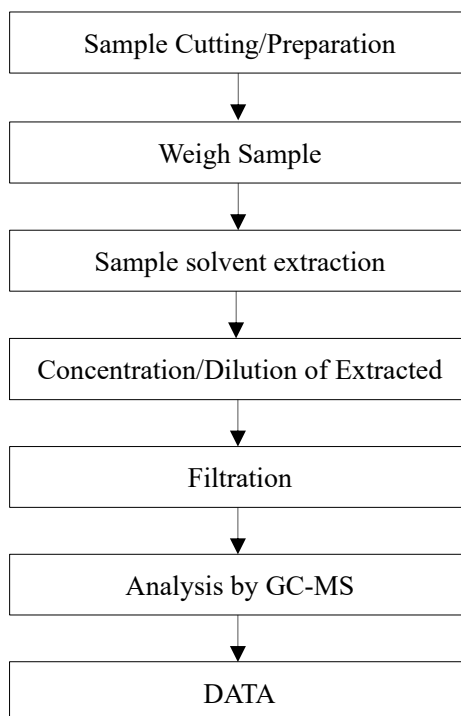 Sample Cutting/Preparation
Weigh Sample
Sample solvent extraction
Concentration/Dilution of Extracted
Filtration
Analysis by GC-MS
DATA